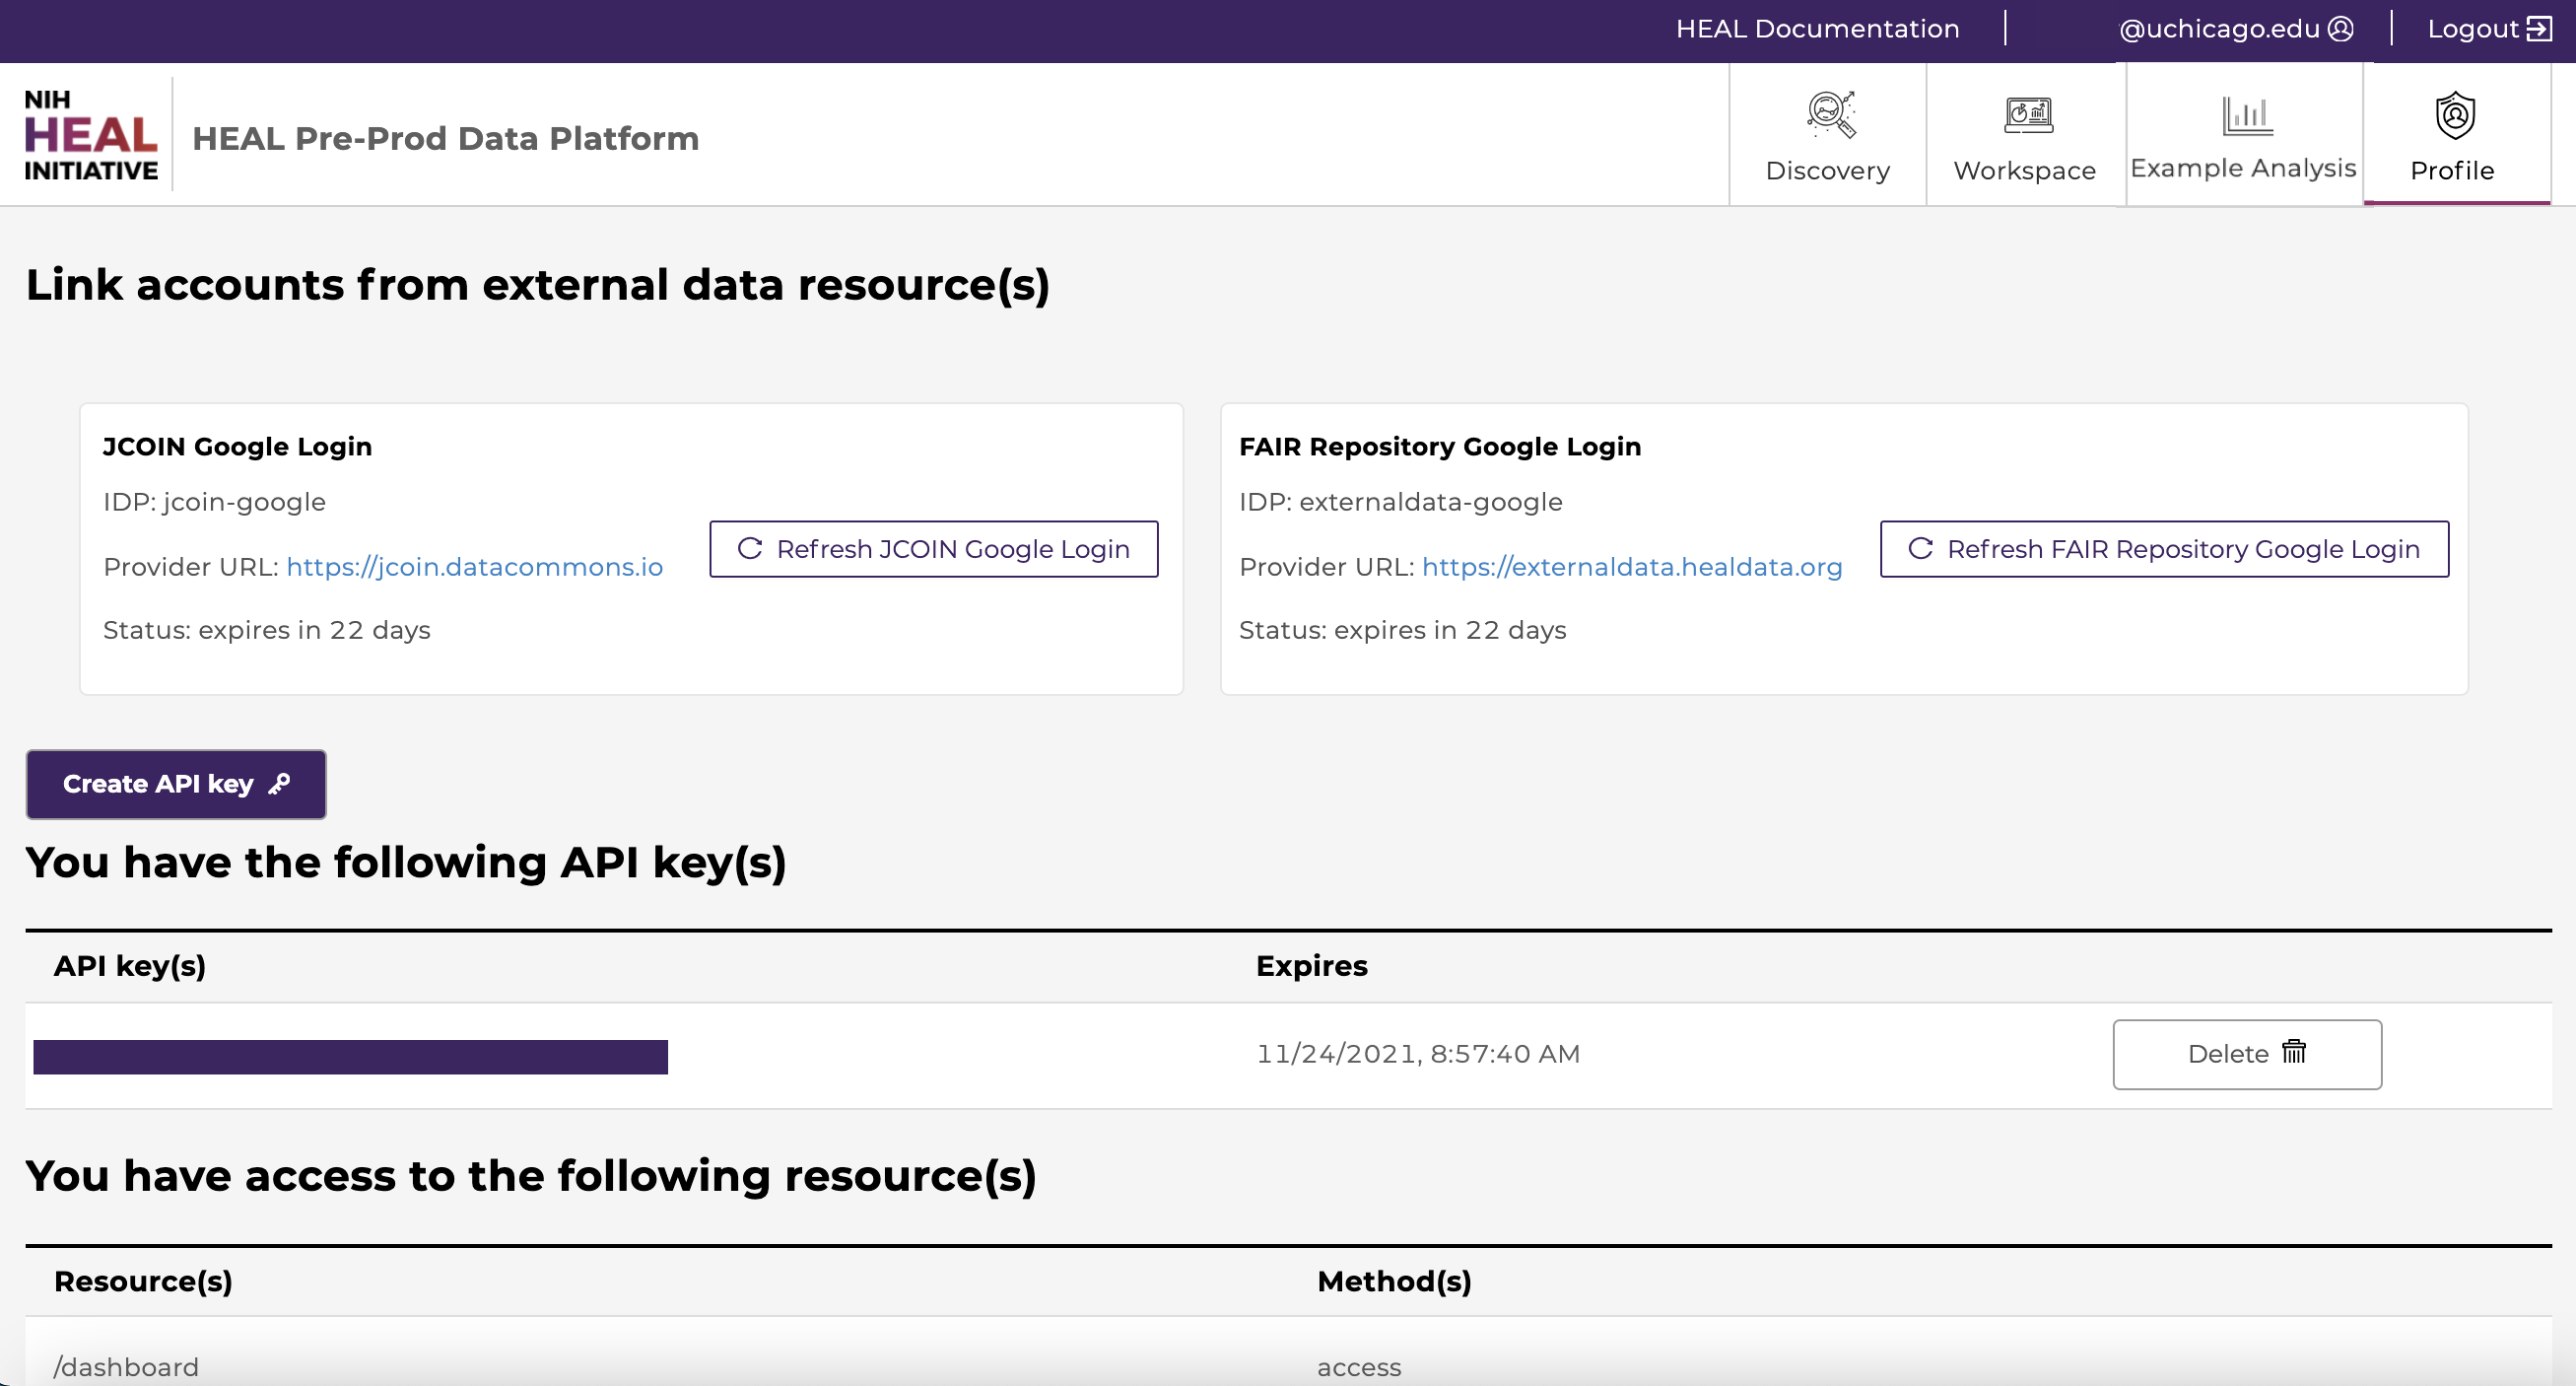 HEAL Documentation @uchicago.edu Logout
NIH
HEAL
INITIATIVE
HEAL Pre-Prod Data Platform
Discovery Workspace Example Analysis Profile
Link accounts from external data resource(s)
JCOIN Google Login
IDP: jcoin-google
Provider URL: https://jcoin.datacommons.io
Refresh JCOIN Google Login
Status: expires in 22 days
FAIR Repository Google Login
IDP: externaldata-google
Provider URL: https://externaldata.healdata.org
Refresh FAIR Repository Google Login
Status: expires in 22 days
Create API key
You have the following API key(s)
API key(s) Expires
11/24/2021, 8:57:40 AM Delete
You have access to the following resource(s)
Resource(s) Method(s)
/dashboard access